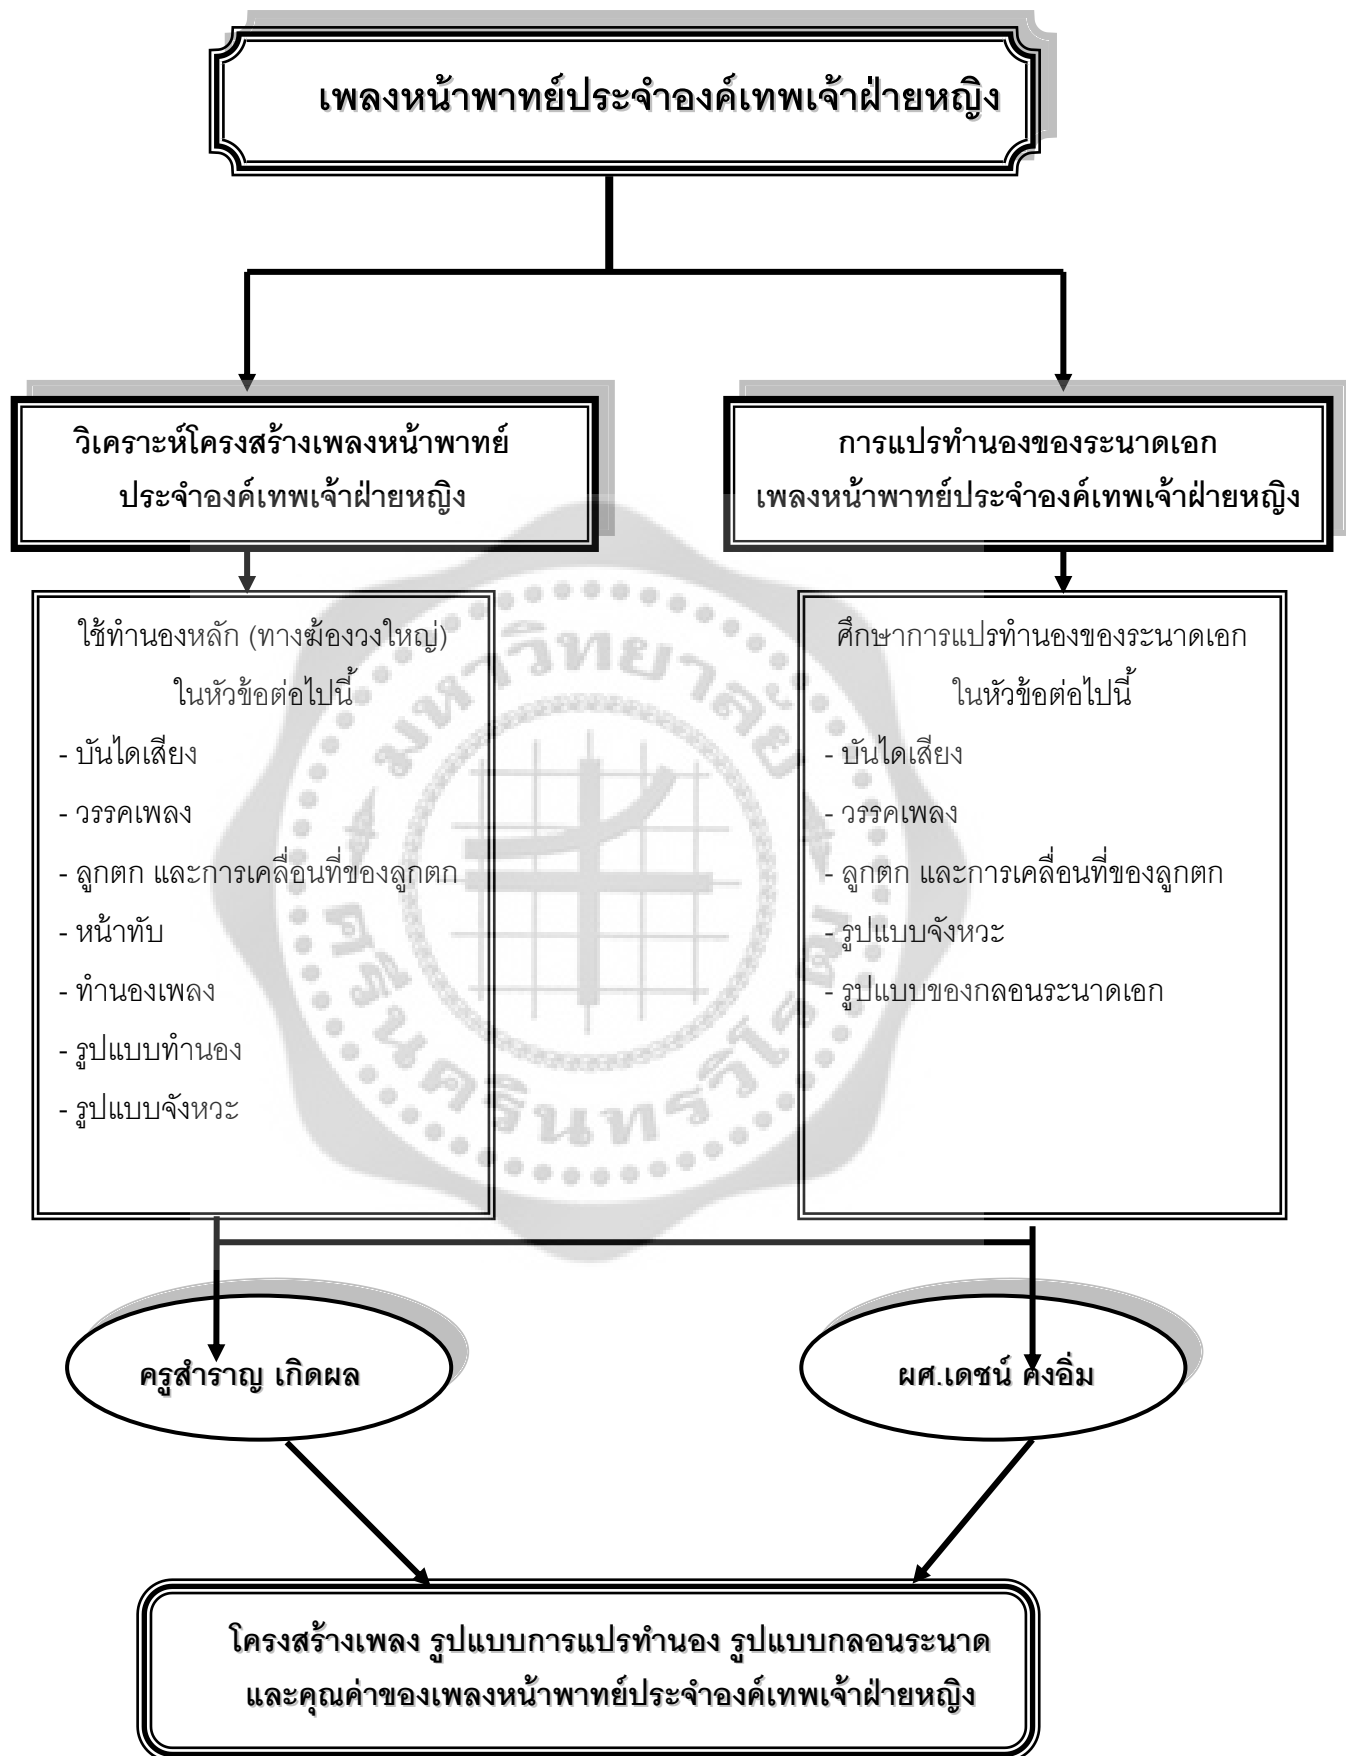 เพลงหน้าพาทย์ประจำองค์เทพเจ้าฝ่ายหญิง
วิเคราะห์โครงสร้างเพลงหน้าพาทย์
ประจำองค์เทพเจ้าฝ่ายหญิง
การแปรทำนองของระนาดเอก
เพลงหน้าพาทย์ประจำองค์เทพเจ้าฝ่ายหญิง
ใช้ทำนองหลัก (ทางฆ้องวงใหญ่)
ในหัวข้อต่อไปนี้
- บันไดเสียง
- วรรคเพลง
- ลูกตก และการเคลื่อนที่ของลูกตก
- หน้าทับ
- ทำนองเพลง
- รูปแบบทำนอง
- รูปแบบจังหวะ
ศึกษาการแปรทำนองของระนาดเอก
ในหัวข้อต่อไปนี้
- บันไดเสียง
- วรรคเพลง
- ลูกตก และการเคลื่อนที่ของลูกตก
- รูปแบบจังหวะ
- รูปแบบของกลอนระนาดเอก
มหาวิทยาลัย
ศรีนครินทรวิโรฒ
ครูสำราญ เกิดผล
ผศ.เดชน์ คงอิ่ม
โครงสร้างเพลง รูปแบบการแปรทำนอง รูปแบบกลอนระนาด
และคุณค่าของเพลงหน้าพาทย์ประจำองค์เทพเจ้าฝ่ายหญิง